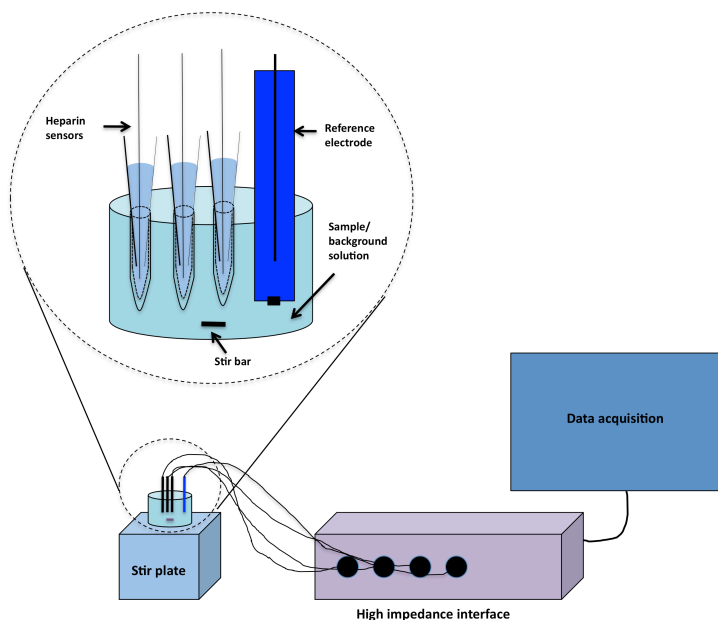 Heparin
sensors
Reference
electrode
Sample/
background
solution
Stir bar
Data acquisition
Stir plate
High impedance interface